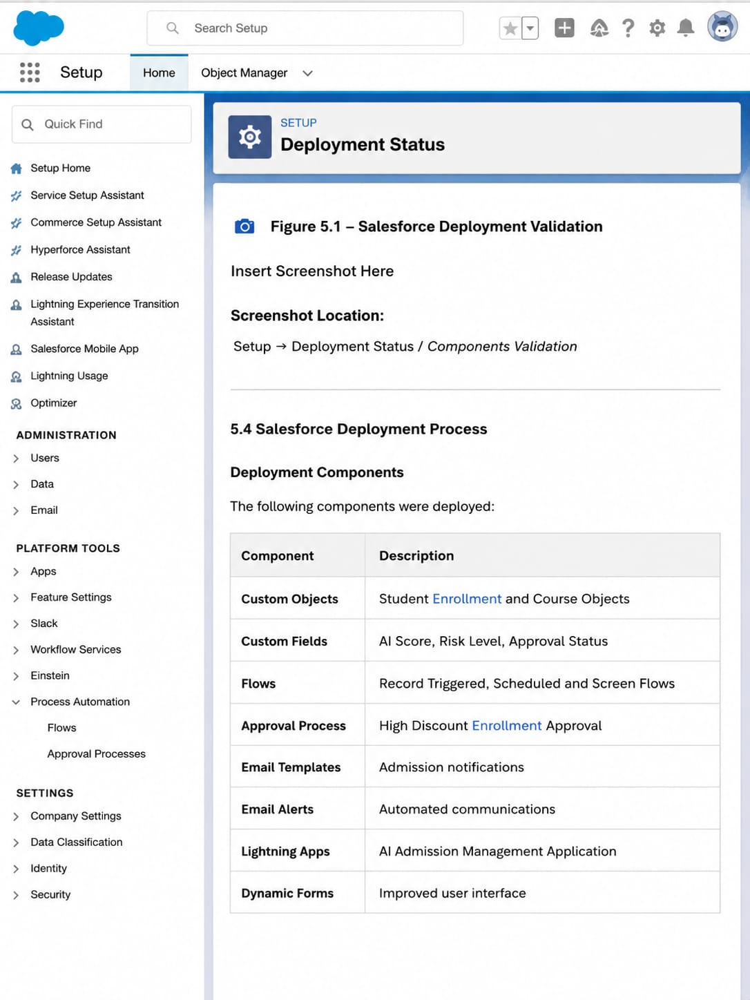 Search Setup
Setup
Home
Object Manager
Quick Find
Setup Home
Service Setup Assistant
Commerce Setup Assistant
Hyperforce Assistant
Release Updates
Lightning Experience Transition
Assistant
Salesforce Mobile App
Lightning Usage
Optimizer
ADMINISTRATION
Users
Data
Email
PLATFORM TOOLS
Apps
Feature Settings
Slack
Workflow Services
Einstein
Process Automation
Flows
Approval Processes
SETTINGS
Company Settings
Data Classification
Identity
Security
SETUP
Deployment Status
Figure 5.1 – Salesforce Deployment Validation
Insert Screenshot Here
Screenshot Location:
Setup → Deployment Status / Components Validation
5.4 Salesforce Deployment Process
Deployment Components
The following components were deployed:
Component Description
Custom Objects Student Enrollment and Course Objects
Custom Fields AI Score, Risk Level, Approval Status
Flows Record Triggered, Scheduled and Screen Flows
Approval Process High Discount Enrollment Approval
Email Templates Admission notifications
Email Alerts Automated communications
Lightning Apps AI Admission Management Application
Dynamic Forms Improved user interface